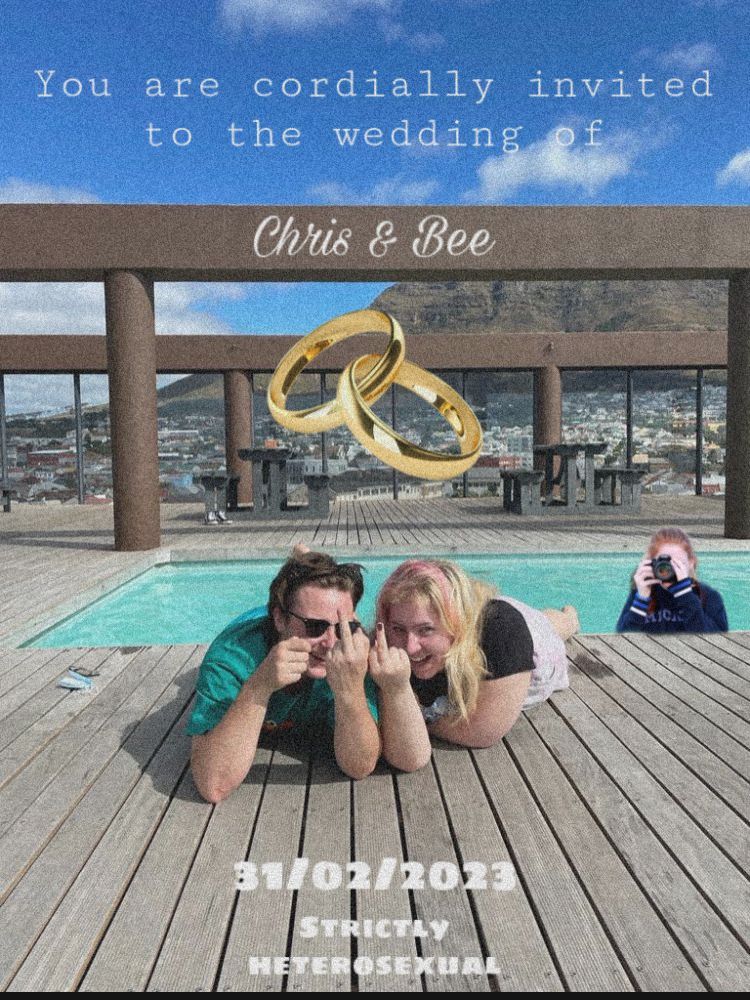 You are cordially invited
to the wedding of
Chris & Bee
31/02/2023
Strictly
heterosexual